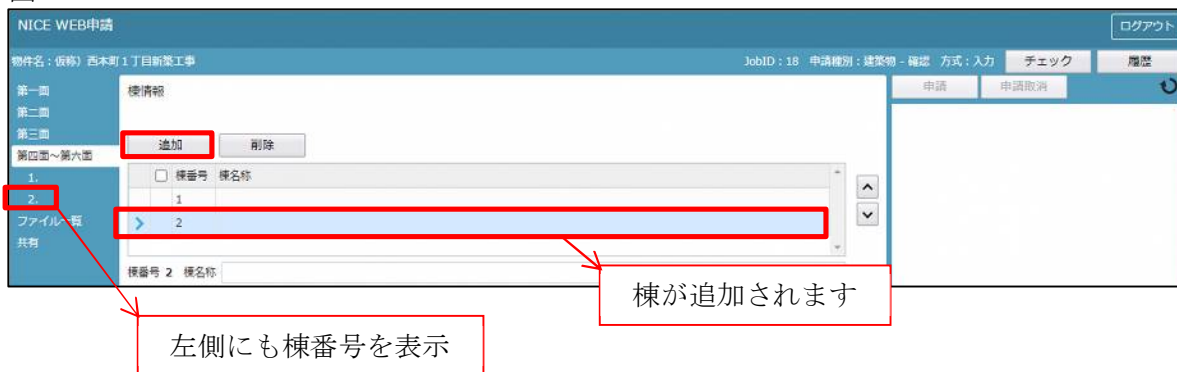 NICE WEB申請
ログアウト
物件名：仮称）西本町１丁目新築工事
JobID：18 申請種別：建築物 - 確認 方式：入力
チェック
履歴
第一面
第二面
第三面
第四面～第六面
1.
2.
ファイル一覧
共有
棟情報
追加
削除
棟番号 棟名称
1
2
棟番号 2 棟名称
申請
申請取消
棟が追加されます
左側にも棟番号を表示